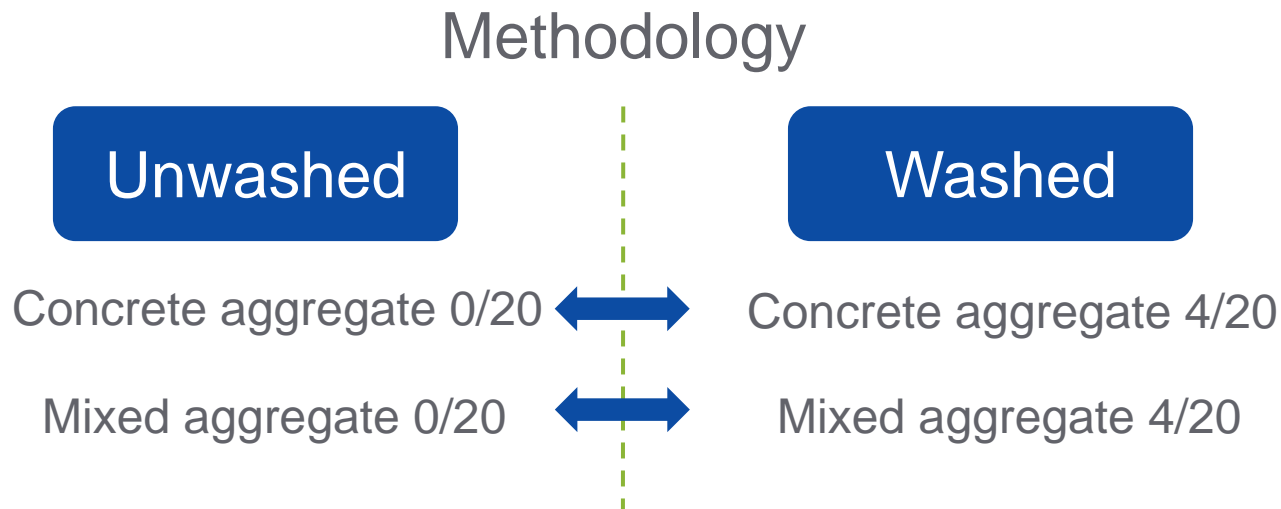 Methodology
Unwashed
Washed
Concrete aggregate 0/20
Concrete aggregate 4/20
Mixed aggregate 0/20
Mixed aggregate 4/20